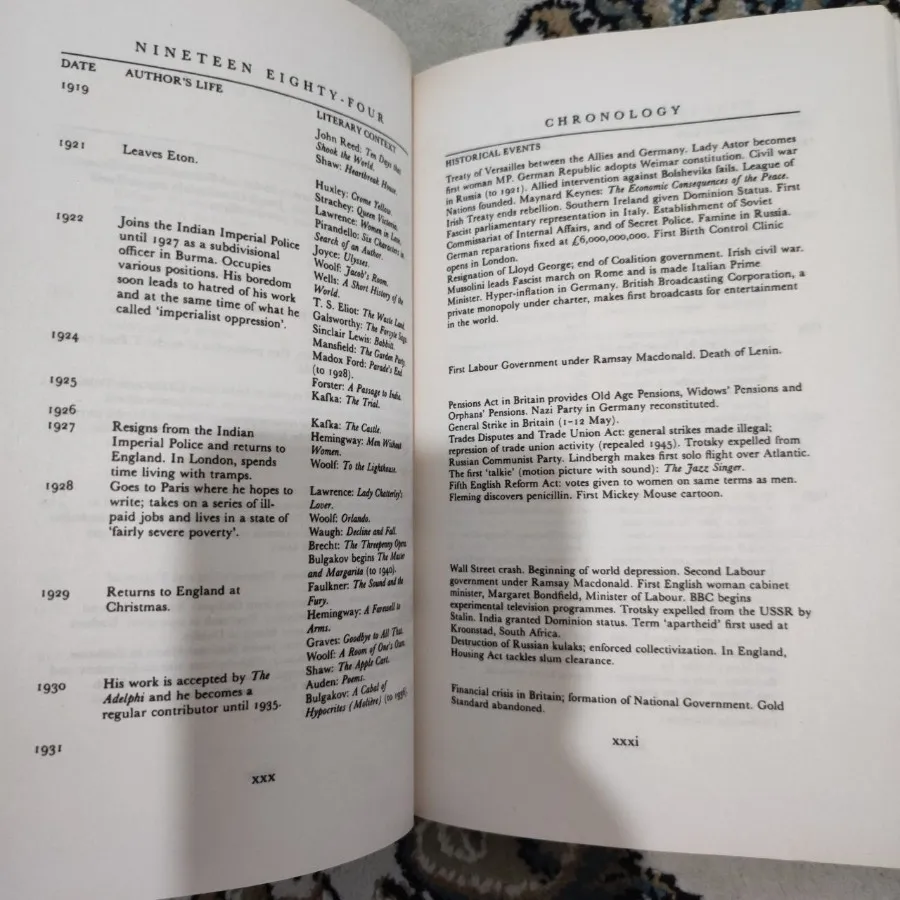 NINETEEN EIGHTY-FOUR
DATE AUTHOR'S LIFE LITERARY CONTEXT
1919
John Reed: Ten Days that
Shook the World.
Shaw: Heartbreak House.
1921 Leaves Eton.
Huxley: Crome Yellow.
Strachey: Queen Victoria.
Lawrence: Women in Love.
Pirandello: Six Characters in
Search of an Author.
1922 Joins the Indian Imperial Police
until 1927 as a subdivisional
officer in Burma. Occupies
various positions. His boredom
soon leads to hatred of his work
and at the same time of what he
called 'imperialist oppression'.
Joyce: Ulysses.
Woolf: Jacob's Room.
Wells: A Short History of the
World.
T. S. Eliot: The Waste Land.
Galsworthy: The Forsyte Saga.
Sinclair Lewis: Babbitt.
Mansfield: The Garden Party.
1924
Madox Ford: Parade's End
(to 1928).
Forster: A Passage to India.
1925
Kafka: The Trial.
1926
Kafka: The Castle.
1927 Resigns from the Indian
Imperial Police and returns to
England. In London, spends
time living with tramps.
Hemingway: Men Without
Women.
Woolf: To the Lighthouse.
1928 Goes to Paris where he hopes to
write; takes on a series of ill-
paid jobs and lives in a state of
'fairly severe poverty'.
Lawrence: Lady Chatterley's
Lover.
Woolf: Orlando.
Waugh: Decline and Fall.
Brecht: The Threepenny Opera.
Bulgakov begins The Master
and Margarita (to 1940).
1929 Returns to England at
Christmas.
Faulkner: The Sound and the
Fury.
Hemingway: A Farewell to
Arms.
Graves: Goodbye to All That.
Woolf: A Room of One's Own.
Shaw: The Apple Cart.
1930 His work is accepted by The
Adelphi and he becomes a
regular contributor until 1935.
Auden: Poems.
Bulgakov: A Cabal of
Hypocrites (Molière) (to 1936).
1931
xxx
CHRONOLOGY
HISTORICAL EVENTS
Treaty of Versailles between the Allies and Germany. Lady Astor becomes
first woman MP. German Republic adopts Weimar constitution. Civil war
in Russia (to 1921). Allied intervention against Bolsheviks fails. League of
Nations founded. Maynard Keynes: The Economic Consequences of the Peace.
Irish Treaty ends rebellion. Southern Ireland given Dominion Status. First
Fascist parliamentary representation in Italy. Establishment of Soviet
Commissariat of Internal Affairs, and of Secret Police. Famine in Russia.
German reparations fixed at £6,000,000,000. First Birth Control Clinic
opens in London.
Resignation of Lloyd George; end of Coalition government. Irish civil war.
Mussolini leads Fascist march on Rome and is made Italian Prime
Minister. Hyper-inflation in Germany. British Broadcasting Corporation, a
private monopoly under charter, makes first broadcasts for entertainment
in the world.
First Labour Government under Ramsay Macdonald. Death of Lenin.
Pensions Act in Britain provides Old Age Pensions, Widows' Pensions and
Orphans' Pensions. Nazi Party in Germany reconstituted.
General Strike in Britain (1-12 May).
Trades Disputes and Trade Union Act: general strikes made illegal;
repression of trade union activity (repealed 1945). Trotsky expelled from
Russian Communist Party. Lindbergh makes first solo flight over Atlantic.
The first 'talkie' (motion picture with sound): The Jazz Singer.
Fifth English Reform Act: votes given to women on same terms as men.
Fleming discovers penicillin. First Mickey Mouse cartoon.
Wall Street crash. Beginning of world depression. Second Labour
government under Ramsay Macdonald. First English woman cabinet
minister, Margaret Bondfield, Minister of Labour. BBC begins
experimental television programmes. Trotsky expelled from the USSR by
Stalin. India granted Dominion status. Term 'apartheid' first used at
Kroonstad, South Africa.
Destruction of Russian kulaks; enforced collectivization. In England,
Housing Act tackles slum clearance.
Financial crisis in Britain; formation of National Government. Gold
Standard abandoned.
xxxi